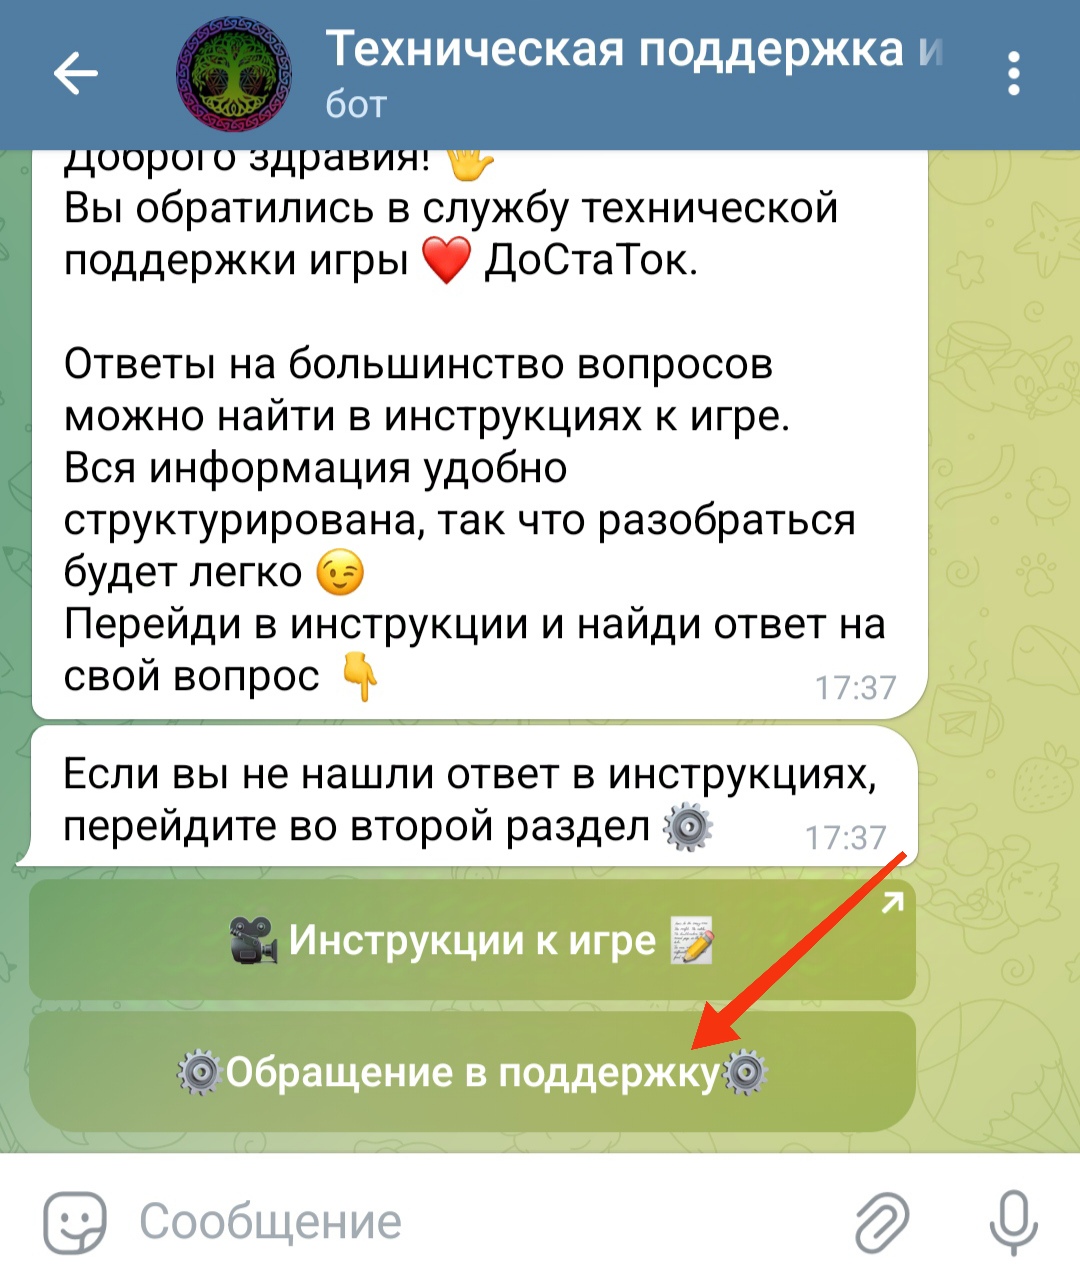 Техническая поддержка и
бот
Доброго здравия! 🖐
Вы обратились в службу технической
поддержки игры ❤️ ДоСтаТок.
Ответы на большинство вопросов
можно найти в инструкциях к игре.
Вся информация удобно
структурирована, так что разобраться
будет легко 😉
Перейди в инструкции и найди ответ на
свой вопрос 👇
17:37
Если вы не нашли ответ в инструкциях,
перейдите во второй раздел ⚙️
17:37
🎥 Инструкции к игре 📝
⚙️Обращение в поддержку⚙️
Сообщение